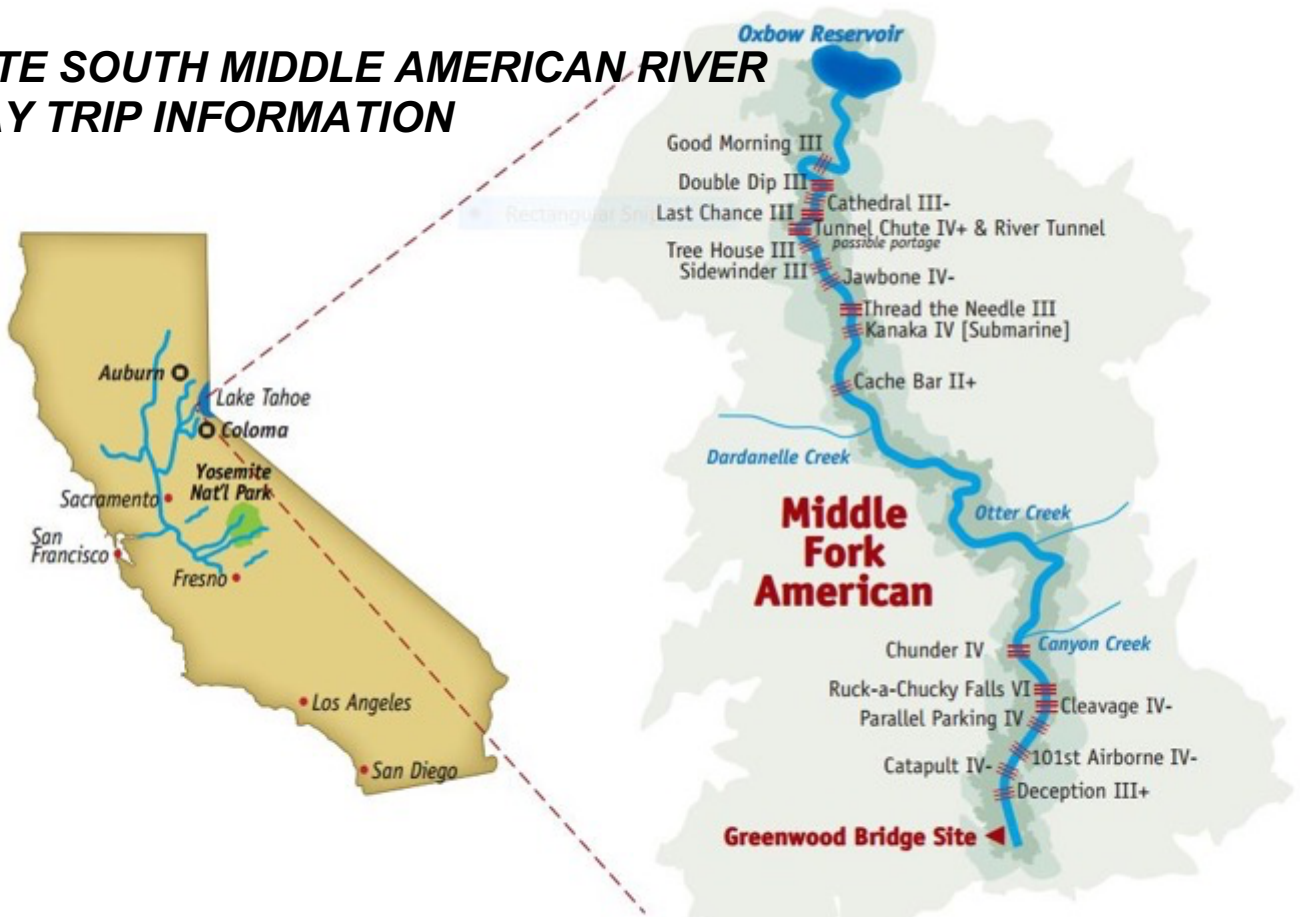 TE SOUTH MIDDLE AMERICAN RIVER
AY TRIP INFORMATION
Oxbow Reservoir
Good Morning III
Double Dip III
Cathedral III-
Last Chance III
Tunnel Chute IV+ & River Tunnel
possible portage
Tree House III
Sidewinder III
Jawbone IV-
Thread the Needle III
Kanaka IV [Submarine]
Cache Bar II+
Dardanelle Creek
Middle
Fork
American
Otter Creek
Canyon Creek
Chunder IV
Ruck-a-Chucky Falls VI
Cleavage IV-
Parallel Parking IV
101st Airborne IV-
Catapult IV-
Deception III+
Greenwood Bridge Site
Auburn
Lake Tahoe
Coloma
Yosemite
Nat'l Park
Sacramento
San
Francisco
Fresno
Los Angeles
San Diego
Rectangular Snip